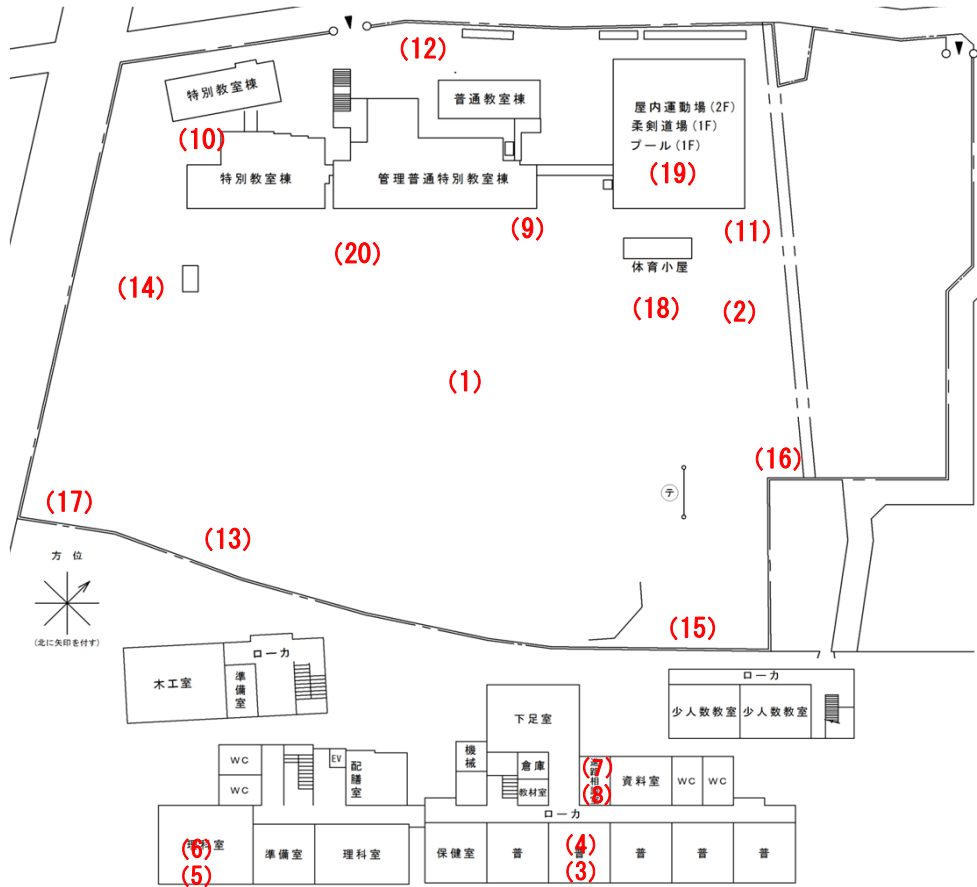 (12)
特別教室棟
普通教室棟
屋内運動場(2F)
柔剣道場(1F)
プール(1F)
(10)
特別教室棟
管理普通特別教室棟
(19)
(9)
(11)
(20)
体育小屋
(14)
(18)
(2)
(1)
(16)
テ
(17)
(13)
方位
(北に矢印を付す)
(15)
木工室
準備室
ローカ
ローカ
少人数教室
少人数教室
下足室
機械
倉庫
教材室
WC
WC
EV
配膳室
(7)
(8)
資料室
WC
WC
ローカ
理科室
(6)
(5)
準備室
理科室
保健室
普
普
(4)
(3)
普
普
普